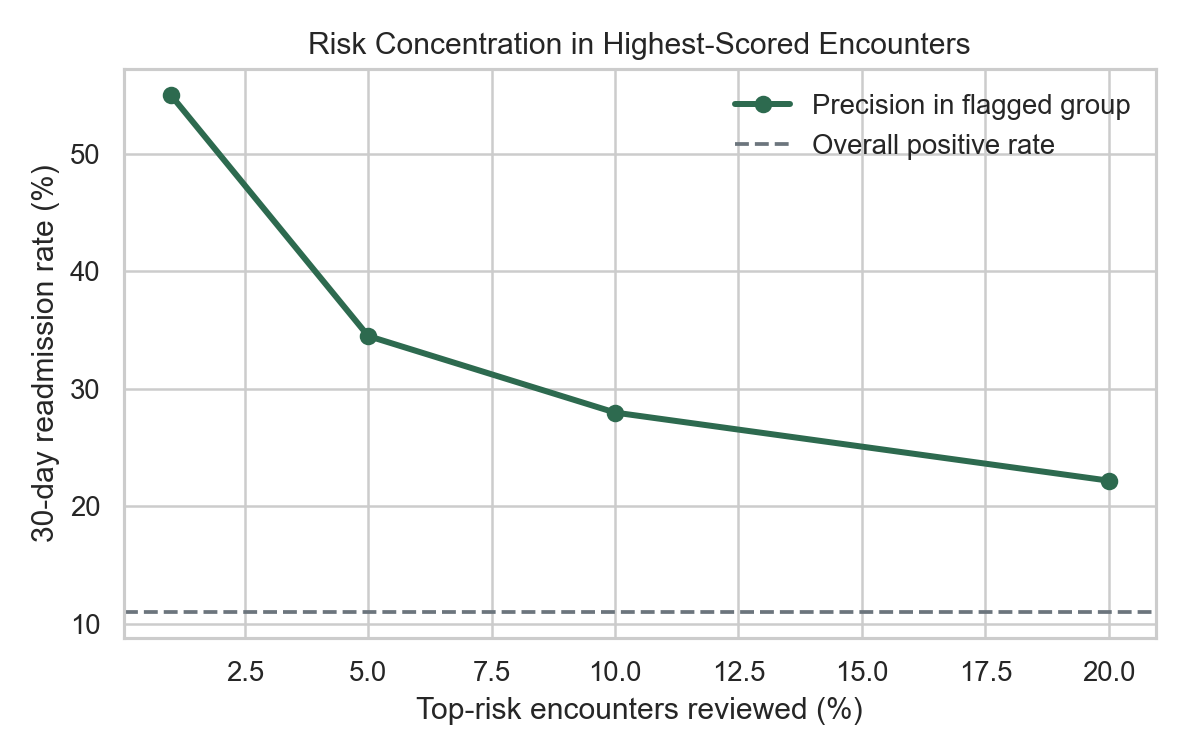 Risk Concentration in Highest-Scored Encounters
Precision in flagged group
Overall positive rate
30-day readmission rate (%)
50
40
30
20
10
2.5 5.0 7.5 10.0 12.5 15.0 17.5 20.0
Top-risk encounters reviewed (%)